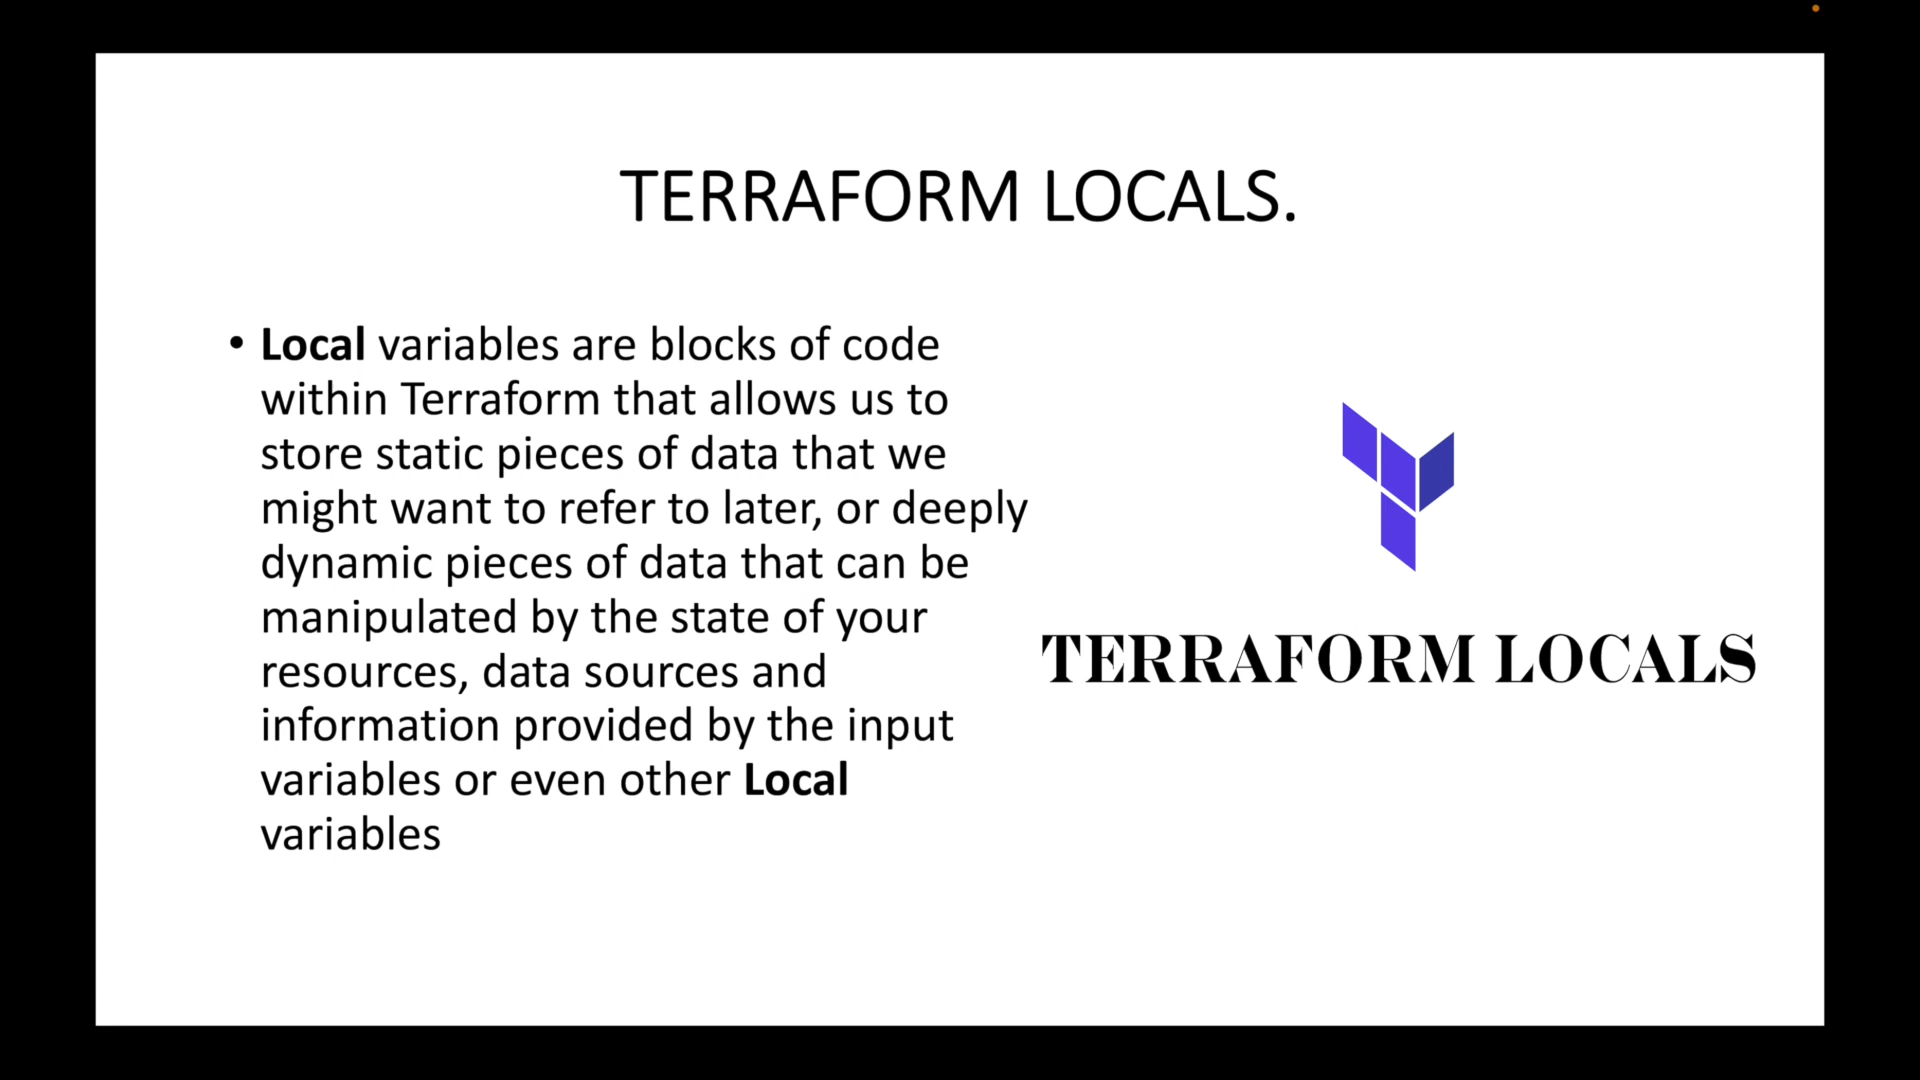 TERRAFORM LOCALS.
• Local variables are blocks of code
within Terraform that allows us to
store static pieces of data that we
might want to refer to later, or deeply
dynamic pieces of data that can be
manipulated by the state of your
resources, data sources and
information provided by the input
variables or even other Local
variables
TERRAFORM LOCALS